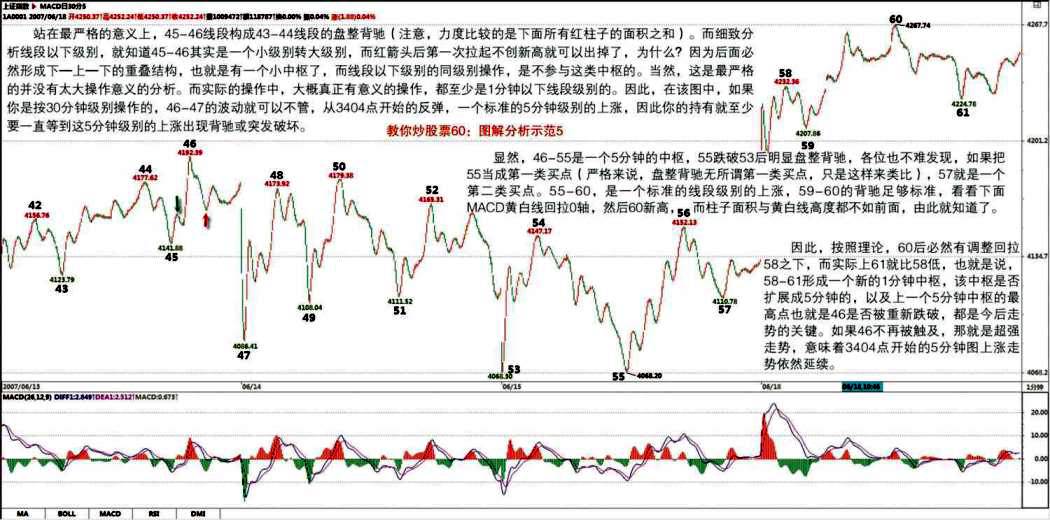 上证指数 ▶ MACD日30分5
1A0001 2007/06/18 开4250.37↑高4252.24↑低4250.37↑收4252.24↑量1009472↑额118787↑换0.00% 振0.04% 涨(1.88)0.04%
站在最严格的意义上，45-46线段构成43-44线段的盘整背驰（注意，力度比较的是下面所有红柱子的面积之和）。而细致分
析线段以下级别，就知道45-46其实是一个小级别转大级别，而红箭头后第一次拉起不创新高就可以出掉了，为什么？因为后面必
然形成下—上—下的重叠结构，也就是有一个小中枢了，而线段以下级别的同级别操作，是不参与这类中枢的。当然，这是最严格
的并没有太大操作意义的分析。而实际的操作中，大概真正有意义的操作，都至少是1分钟以下线段级别的。因此，在该图中，如果
你是按30分钟级别操作的，46-47的波动就可以不管，从3404点开始的反弹，一个标准的5分钟级别的上涨，因此你的持有就至少
要一直等到这5分钟级别的上涨出现背驰或突发破坏。
教你炒股票60：图解分析示范5
显然，46-55是一个5分钟的中枢，55跌破53后明显盘整背驰，各位也不难发现，如果把
55当成第一类买点（严格来说，盘整背驰无所谓第一类买点，只是这样来类比），57就是一个
第二类买点。55-60，是一个标准的线段级别的上涨，59-60的背驰足够标准，看看下面
MACD黄白线回拉0轴，然后60新高，而柱子面积与黄白线高度都不如前面，由此就知道了。
因此，按照理论，60后必然有调整回拉
58之下，而实际上61就比58低，也就是说，
58-61形成一个新的1分钟中枢，该中枢是否
扩展成5分钟的，以及上一个5分钟中枢的最
高点也就是46是否被重新跌破，都是今后走
势的关键。如果46不再被触及，那就是超强
走势，意味着3404点开始的5分钟图上涨走
势依然延续。
60
4267.74
58
4232.36
4207.86
59
4224.78
61
4267.7
4201.2
4134.7
4068.2
42
4156.76
4123.79
43
44
4177.62
4141.88
45
46
4192.39
4086.41
47
48
4173.92
4108.04
49
50
4179.38
4111.52
51
52
4165.31
4068.30
53
54
4147.17
55
4068.20
56
4152.13
4110.78
57
2007/06/13
06/14
06/15
06/18
06/18,10:46
1分钟
MACD(26,12,9) DIFF1:2.849↑DEA1:2.512↑MACD:0.673↑
20.00
10.00
0.00
-10.00
MA
BOLL
MACD
RSI
DMI